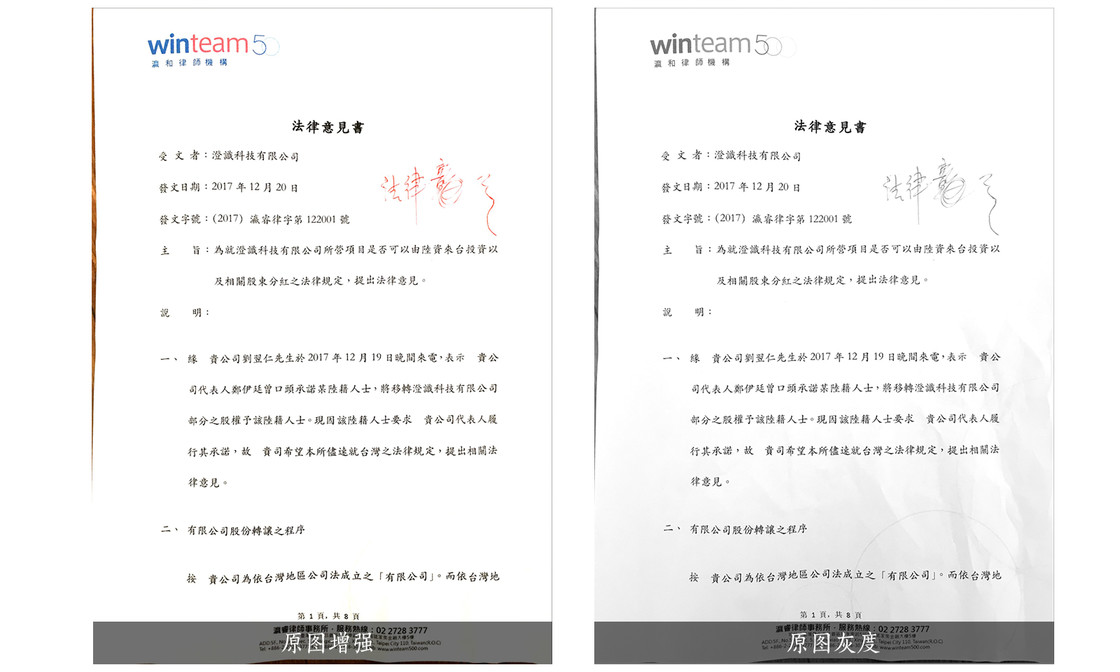 winteam50
瀛和律師機構
法律意見書
受文者：澄識科技有限公司
發文日期：2017 年 12 月 20 日
發文字號：(2017) 瀛睿律字第 122001 號
主　旨：為就澄識科技有限公司所營項目是否可以由陸資來台投資以
及相關股東分紅之法律規定，提出法律意見。
說　明：
一、 緣　貴公司劉翌仁先生於 2017 年 12 月 19 日晚間來電，表示　貴公
司代表人鄭伊廷曾口頭承諾某陸籍人士，將移轉澄識科技有限公司
部分之股權予該陸籍人士。現因該陸籍人士要求　貴公司代表人履
行其承諾，故　貴司希望本所儘速就台灣之法律規定，提出相關法
律意見。
二、 有限公司股份轉讓之程序
按　貴公司為依台灣地區公司法成立之「有限公司」。而依台灣地
第 1 頁, 共 8 頁
瀛睿律師事務所．服務熱線：02 2728 3777
原图增强
winteam50
瀛和律師機構
法律意見書
受文者：澄識科技有限公司
發文日期：2017 年 12 月 20 日
發文字號：(2017) 瀛睿律字第 122001 號
主　旨：為就澄識科技有限公司所營項目是否可以由陸資來台投資以
及相關股東分紅之法律規定，提出法律意見。
說　明：
一、 緣　貴公司劉翌仁先生於 2017 年 12 月 19 日晚間來電，表示　貴公
司代表人鄭伊廷曾口頭承諾某陸籍人士，將移轉澄識科技有限公司
部分之股權予該陸籍人士。現因該陸籍人士要求　貴公司代表人履
行其承諾，故　貴司希望本所儘速就台灣之法律規定，提出相關法
律意見。
二、 有限公司股份轉讓之程序
按　貴公司為依台灣地區公司法成立之「有限公司」。而依台灣地
第 1 頁, 共 8 頁
瀛睿律師事務所．服務熱線：02 2728 3777
原图灰度